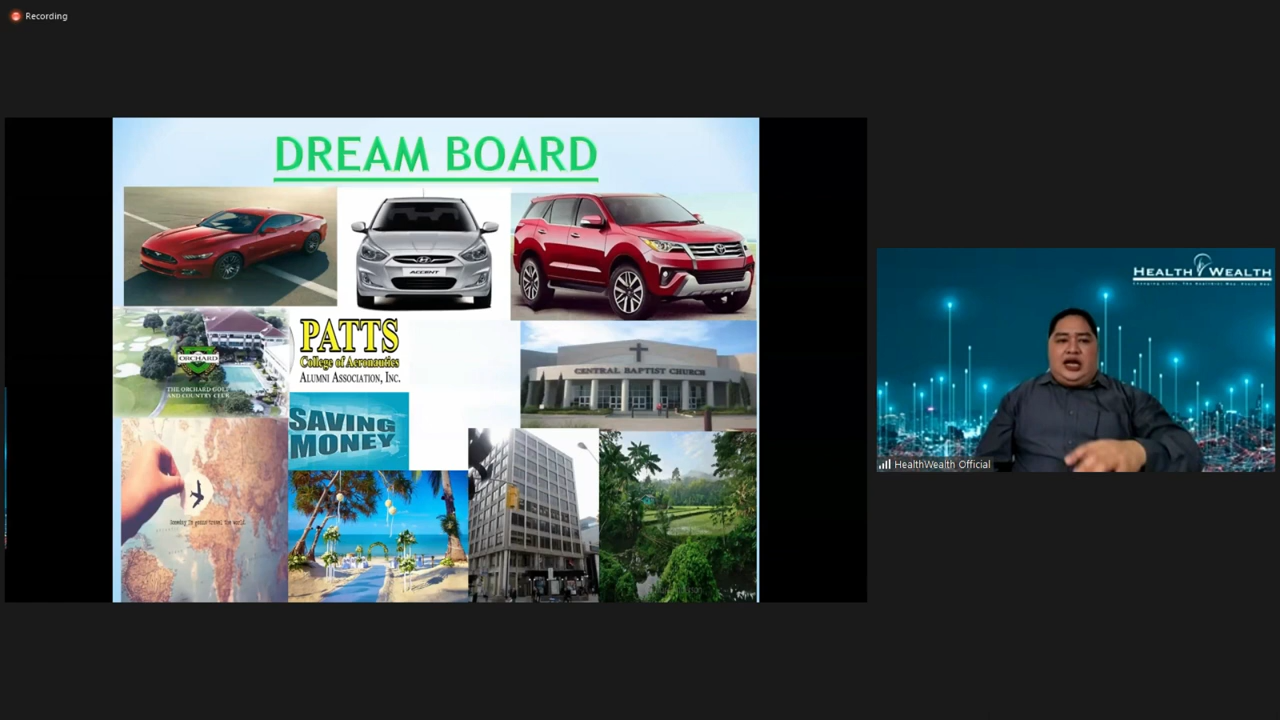 Recording
DREAM BOARD
ACCENT
ORCHARD
THE ORCHARD GOLF
AND COUNTRY CLUB
PATTS
College of Aeronautics
ALUMNI ASSOCIATION, INC.
CENTRAL BAPTIST CHURCH
SAVING
MONEY
HEALTH WEALTH
HealthWealth Official